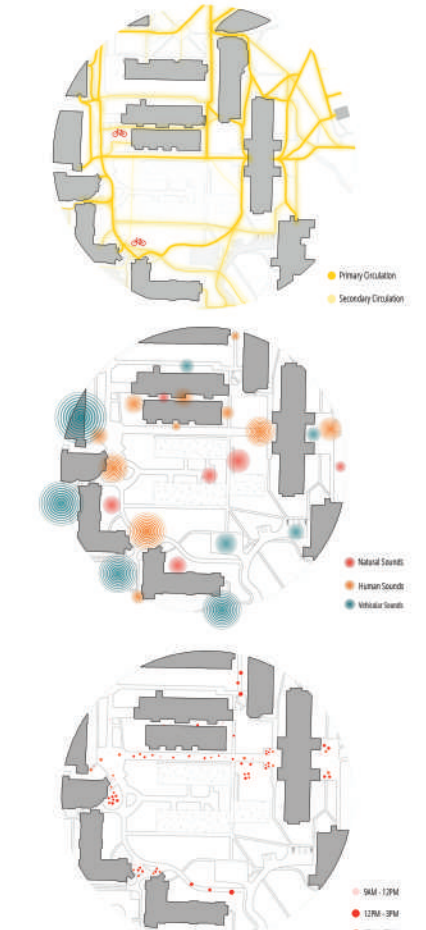 Primary Circulation
Secondary Circulation
Natural Sounds
Human Sounds
Vehicular Sounds
9AM - 12PM
12PM - 3PM